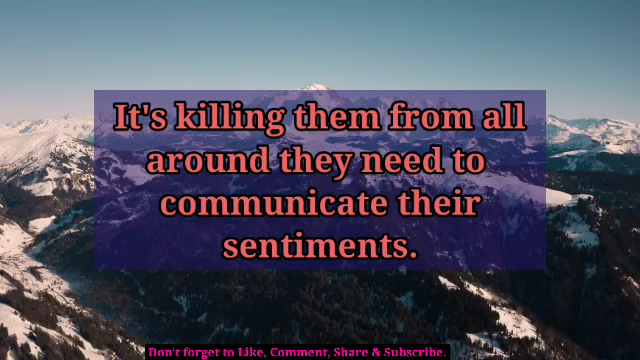 It's killing them from all
around they need to
communicate their
sentiments.
Don't forget to Like, Comment, Share & Subscribe.